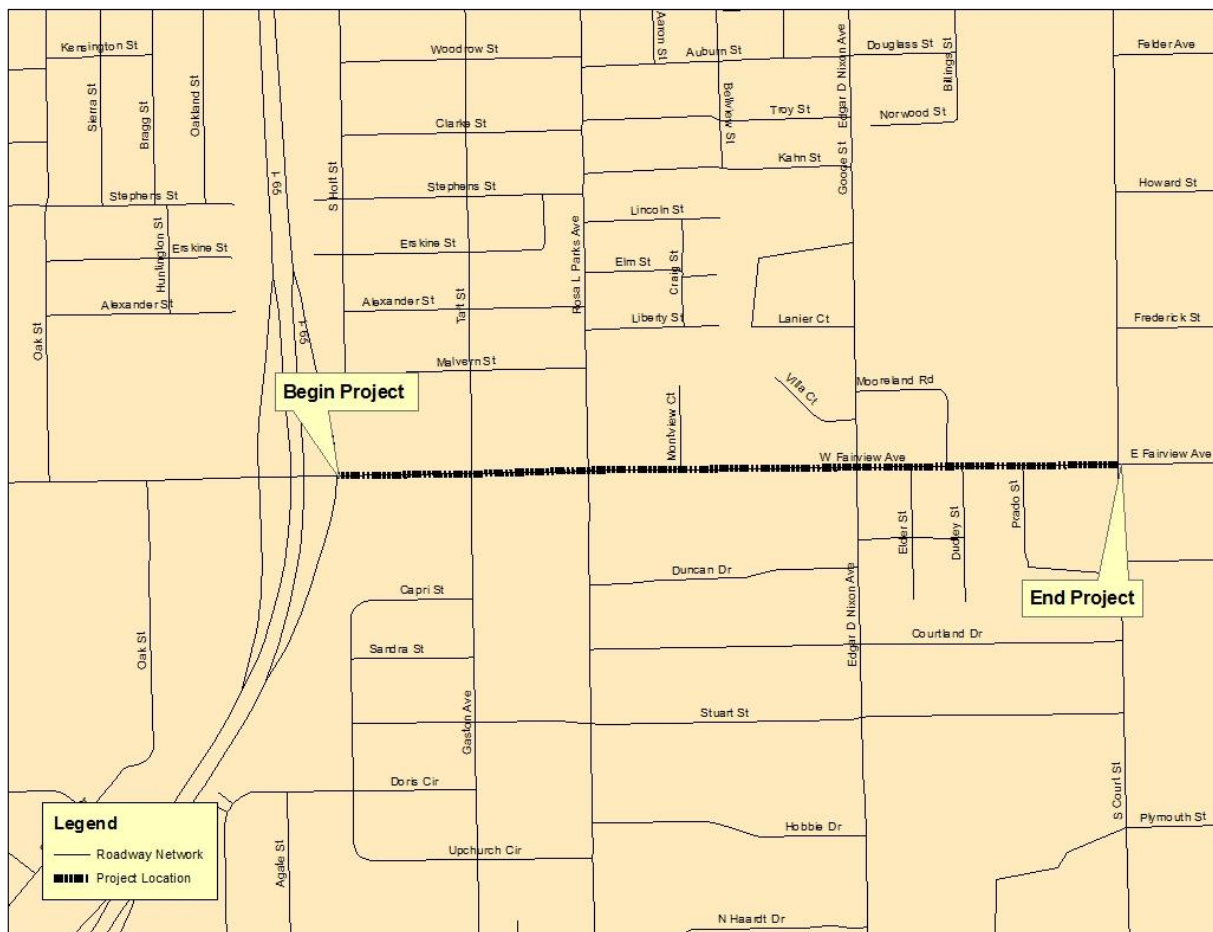 Kensington St
Woodrow St
Aaron St
Auburn St
Edgar D Nixon Ave
Douglass St
Billings St
Felder Ave
Sierra St
Bragg St
Oakland St
Clarke St
Bellview St
Troy St
Norwood St
Kahn St
Goode St
I 65
S Holt St
Stephens St
Stephens St
Howard St
Huntington St
Lincoln St
Erskine St
Erskine St
Rosa L Parks Ave
Elm St
Craig St
Alexander St
Alexander St
Tart St
Liberty St
Lanier Ct
Frederick St
Oak St
I 65
Malvern St
Begin Project
Montview Ct
Villa Ct
Mooreland Rd
W Fairview Ave
E Fairview Ave
Elder St
Dudley St
Prado St
Duncan Dr
Capri St
End Project
Edgar D Nixon Ave
Courtland Dr
Oak St
Sandra St
Gaston Ave
Stuart St
Doris Cir
S Court St
Legend
Roadway Network
Project Location
Agate St
Upchurch Cir
Hobbie Dr
Plymouth St
N Haardt Dr